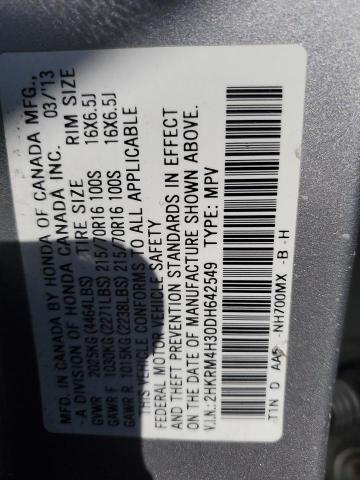 MFD. IN CANADA BY HONDA OF CANADA MFG.,
-A DIVISION OF HONDA CANADA INC. 03/'13
TIRE SIZE RIM SIZE
GVWR 2025KG (4464LBS)
GAWR F 1030KG (2271LBS) 215/70R16 100S 16X6.5J
GAWR R 1015KG (2238LBS) 215/70R16 100S 16X6.5J
THIS VEHICLE CONFORMS TO ALL APPLICABLE
FEDERAL MOTOR VEHICLE SAFETY
AND THEFT PREVENTION STANDARDS IN EFFECT
ON THE DATE OF MANUFACTURE SHOWN ABOVE.
V.I.N.: 2HKRM4H30DH642549 TYPE: MPV
T1N D AA5 -NH700MX -B -H